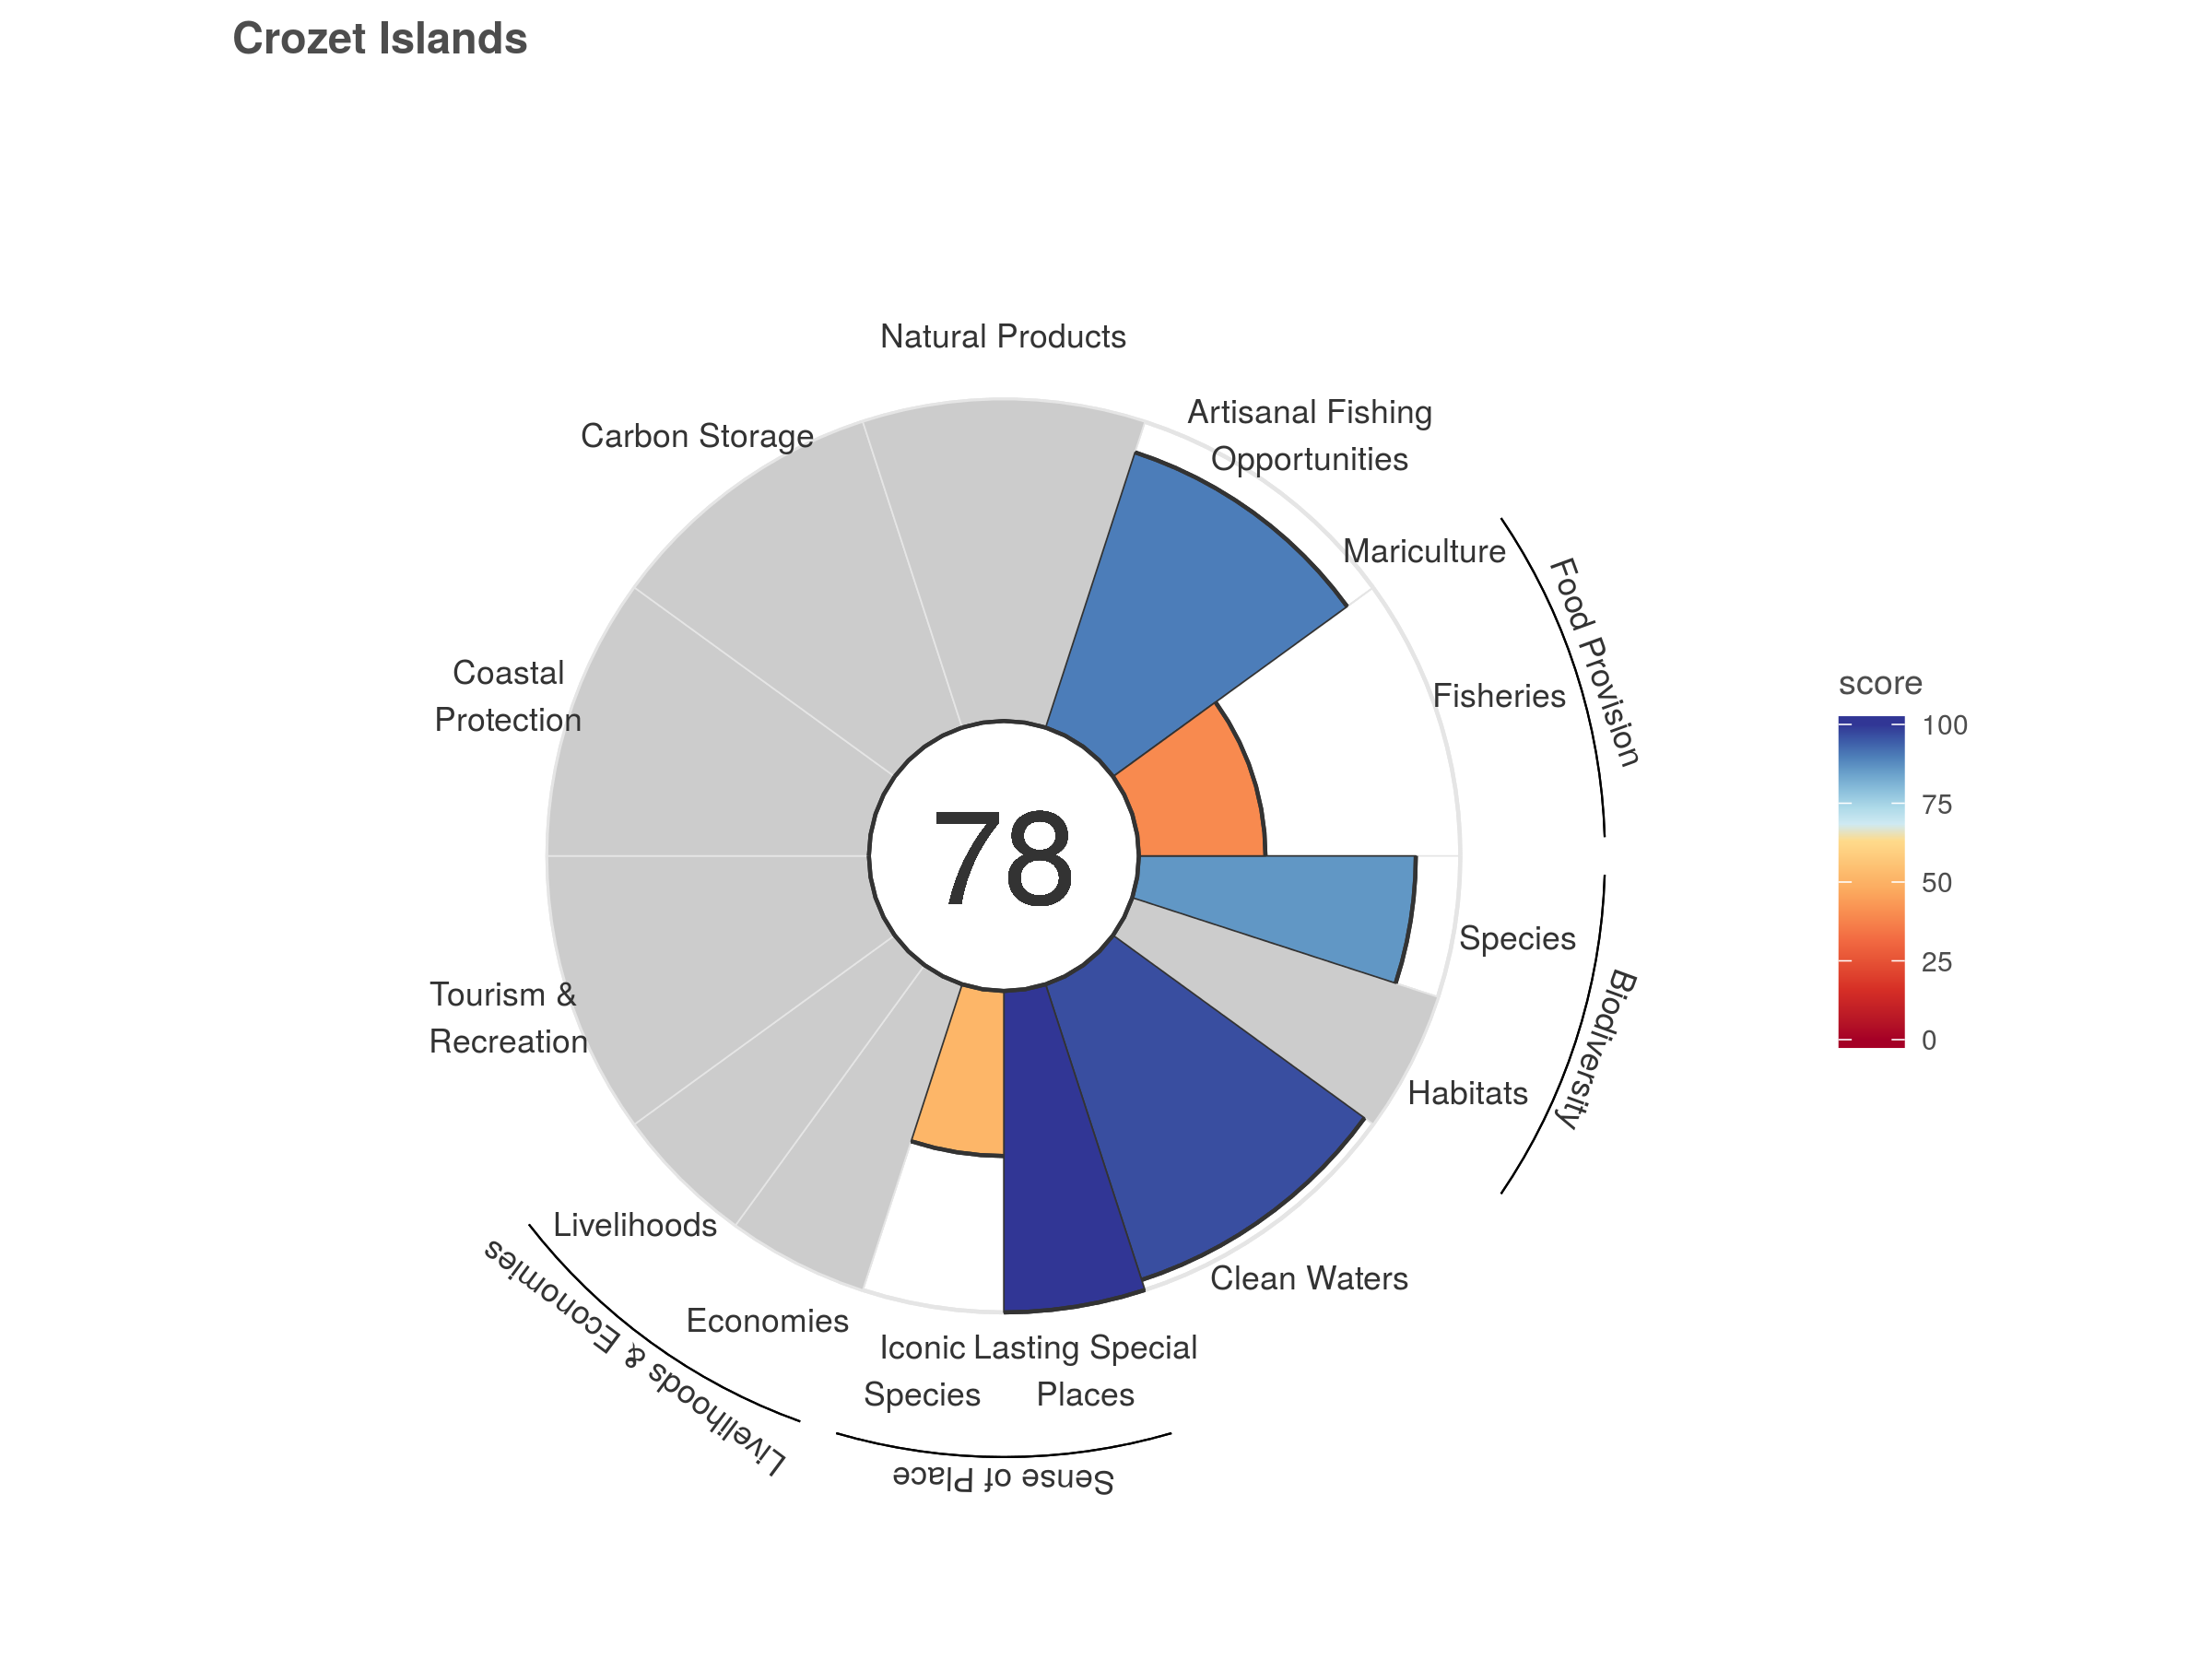 Crozet Islands
Natural Products
Artisanal Fishing
Opportunities
Carbon Storage
Mariculture
Food Provision
Fisheries
Coastal
Protection
score
100
75
50
25
0
78
Species
Biodiversity
Habitats
Tourism &
Recreation
Livelihoods
Clean Waters
Economies
Livelihoods & Economies
Iconic
Species
Lasting Special
Places
Sense of Place